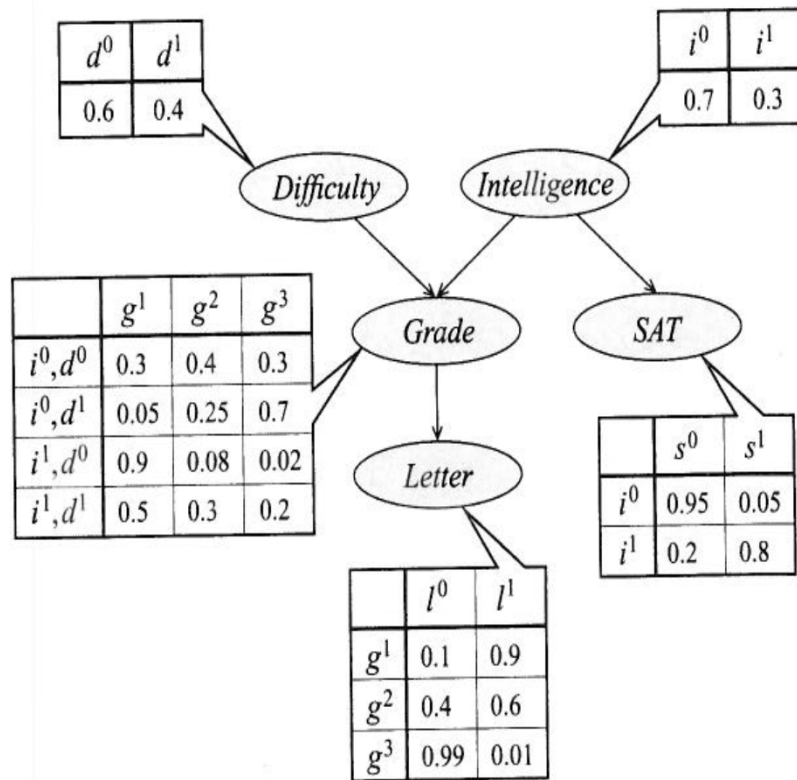 d⁰ d¹
0.6 0.4
i⁰ i¹
0.7 0.3
Difficulty
Intelligence
g¹ g² g³
i⁰,d⁰ 0.3 0.4 0.3
i⁰,d¹ 0.05 0.25 0.7
i¹,d⁰ 0.9 0.08 0.02
i¹,d¹ 0.5 0.3 0.2
Grade
SAT
s⁰ s¹
i⁰ 0.95 0.05
i¹ 0.2 0.8
Letter
l⁰ l¹
g¹ 0.1 0.9
g² 0.4 0.6
g³ 0.99 0.01